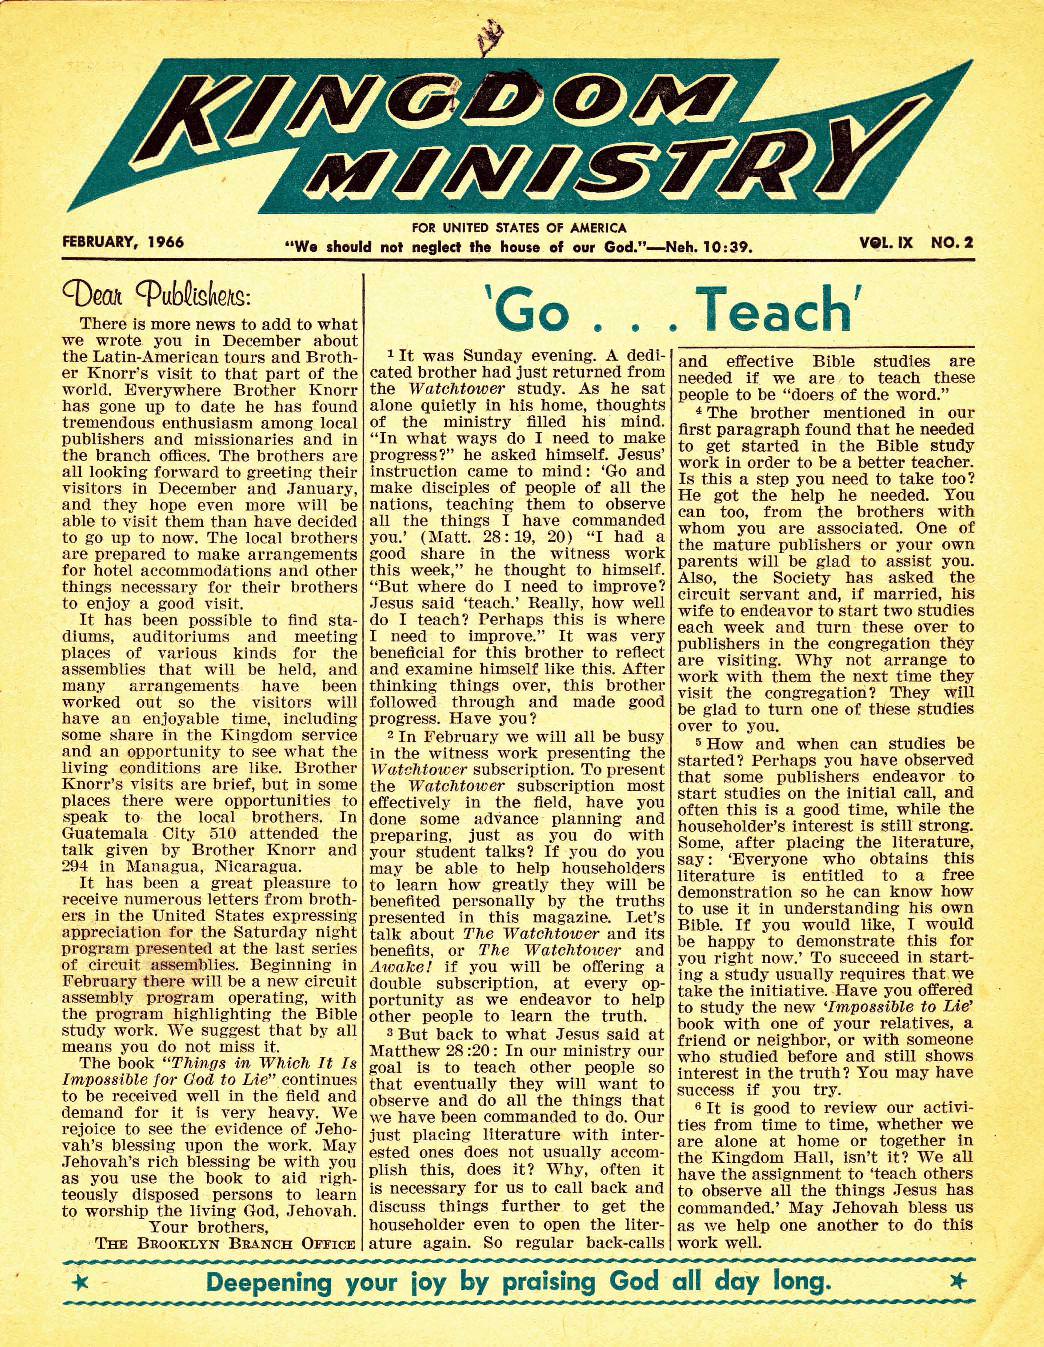 KINGDOM
MINISTRY
FOR UNITED STATES OF AMERICA
FEBRUARY, 1966
"We should not neglect the house of our God."—Neh. 10:39.
VOL. IX NO. 2
Dear Publishers:
There is more news to add to what
we wrote you in December about
the Latin-American tours and Broth-
er Knorr's visit to that part of the
world. Everywhere Brother Knorr
has gone up to date he has found
tremendous enthusiasm among local
publishers and missionaries and in
the branch offices. The brothers are
all looking forward to greeting their
visitors in December and January,
and they hope even more will be
able to visit them than have decided
to go up to now. The local brothers
are prepared to make arrangements
for hotel accommodations and other
things necessary for their brothers
to enjoy a good visit.
It has been possible to find sta-
diums, auditoriums and meeting
places of various kinds for the
assemblies that will be held, and
many arrangements have been
worked out so the visitors will
have an enjoyable time, including
some share in the Kingdom service
and an opportunity to see what the
living conditions are like. Brother
Knorr's visits are brief, but in some
places there were opportunities to
speak to the local brothers. In
Guatemala City 510 attended the
talk given by Brother Knorr and
294 in Managua, Nicaragua.
It has been a great pleasure to
receive numerous letters from broth-
ers in the United States expressing
appreciation for the Saturday night
program presented at the last series
of circuit assemblies. Beginning in
February there will be a new circuit
assembly program operating, with
the program highlighting the Bible
study work. We suggest that by all
means you do not miss it.
The book "Things in Which It Is
Impossible for God to Lie" continues
to be received well in the field and
demand for it is very heavy. We
rejoice to see the evidence of Jeho-
vah's blessing upon the work. May
Jehovah's rich blessing be with you
as you use the book to aid righ-
teously disposed persons to learn
to worship the living God, Jehovah.
Your brothers,
THE BROOKLYN BRANCH OFFICE
'Go . . . Teach'
1 It was Sunday evening. A dedi-
cated brother had just returned from
the Watchtower study. As he sat
alone quietly in his home, thoughts
of the ministry filled his mind.
"In what ways do I need to make
progress?" he asked himself. Jesus'
instruction came to mind: 'Go and
make disciples of people of all the
nations, teaching them to observe
all the things I have commanded
you.' (Matt. 28:19, 20) "I had a
good share in the witness work
this week," he thought to himself.
"But where do I need to improve?
Jesus said 'teach.' Really, how well
do I teach? Perhaps this is where
I need to improve." It was very
beneficial for this brother to reflect
and examine himself like this. After
thinking things over, this brother
followed through and made good
progress. Have you?
2 In February we will all be busy
in the witness work presenting the
Watchtower subscription. To present
the Watchtower subscription most
effectively in the field, have you
done some advance planning and
preparing, just as you do with
your student talks? If you do you
may be able to help householders
to learn how greatly they will be
benefited personally by the truths
presented in this magazine. Let's
talk about The Watchtower and its
benefits, or The Watchtower and
Awake! if you will be offering a
double subscription, at every op-
portunity as we endeavor to help
other people to learn the truth.
3 But back to what Jesus said at
Matthew 28:20: In our ministry our
goal is to teach other people so
that eventually they will want to
observe and do all the things that
we have been commanded to do. Our
just placing literature with inter-
ested ones does not usually accom-
plish this, does it? Why, often it
is necessary for us to call back and
discuss things further to get the
householder even to open the liter-
ature again. So regular back-calls
and effective Bible studies are
needed if we are to teach these
people to be "doers of the word."
4 The brother mentioned in our
first paragraph found that he needed
to get started in the Bible study
work in order to be a better teacher.
Is this a step you need to take too?
He got the help he needed. You
can too, from the brothers with
whom you are associated. One of
the mature publishers or your own
parents will be glad to assist you.
Also, the Society has asked the
circuit servant and, if married, his
wife to endeavor to start two studies
each week and turn these over to
publishers in the congregation they
are visiting. Why not arrange to
work with them the next time they
visit the congregation? They will
be glad to turn one of these studies
over to you.
5 How and when can studies be
started? Perhaps you have observed
that some publishers endeavor to
start studies on the initial call, and
often this is a good time, while the
householder's interest is still strong.
Some, after placing the literature,
say: 'Everyone who obtains this
literature is entitled to a free
demonstration so he can know how
to use it in understanding his own
Bible. If you would like, I would
be happy to demonstrate this for
you right now.' To succeed in start-
ing a study usually requires that we
take the initiative. Have you offered
to study the new 'Impossible to Lie'
book with one of your relatives, a
friend or neighbor, or with someone
who studied before and still shows
interest in the truth? You may have
success if you try.
6 It is good to review our activi-
ties from time to time, whether we
are alone at home or together in
the Kingdom Hall, isn't it? We all
have the assignment to 'teach others
to observe all the things Jesus has
commanded.' May Jehovah bless us
as we help one another to do this
work well.
Deepening your joy by praising God all day long.